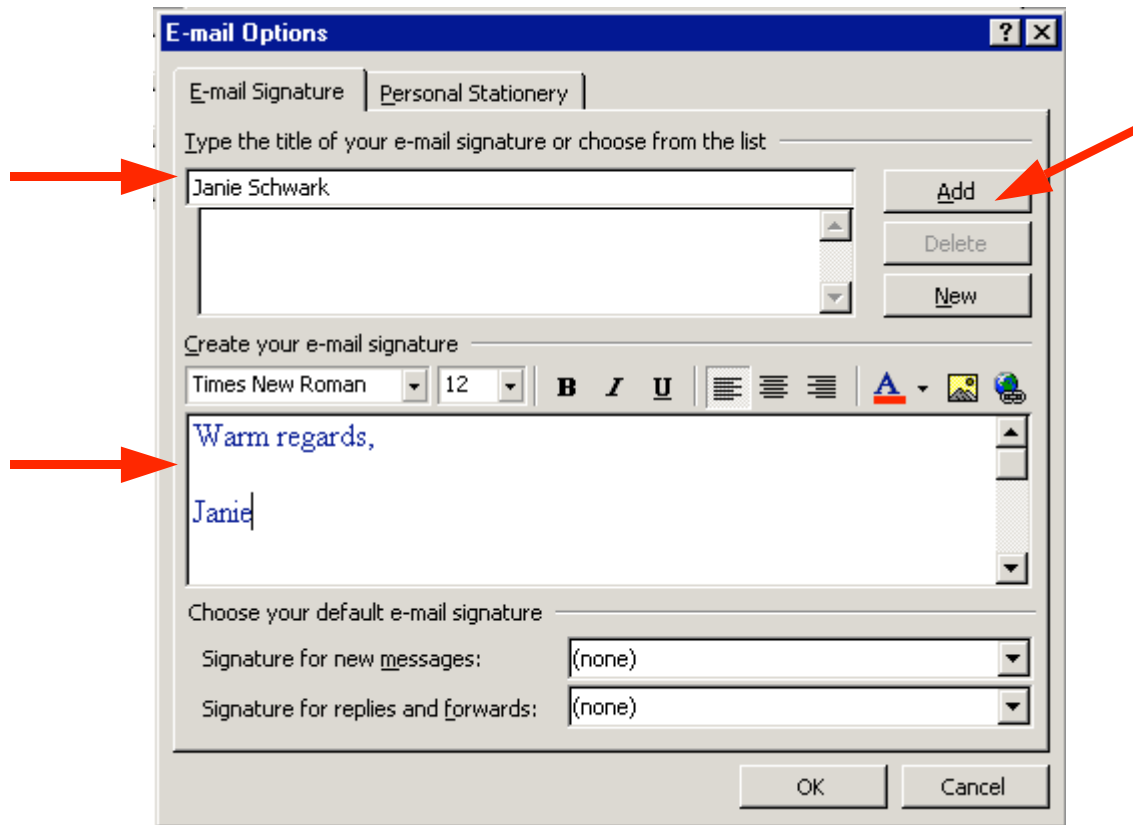 E-mail Options
E-mail Signature Personal Stationery
Type the title of your e-mail signature or choose from the list
Janie Schwark Add
Delete
New
Create your e-mail signature
Times New Roman 12 B I U A
Warm regards,
Janie
Choose your default e-mail signature
Signature for new messages: (none)
Signature for replies and forwards: (none)
OK Cancel